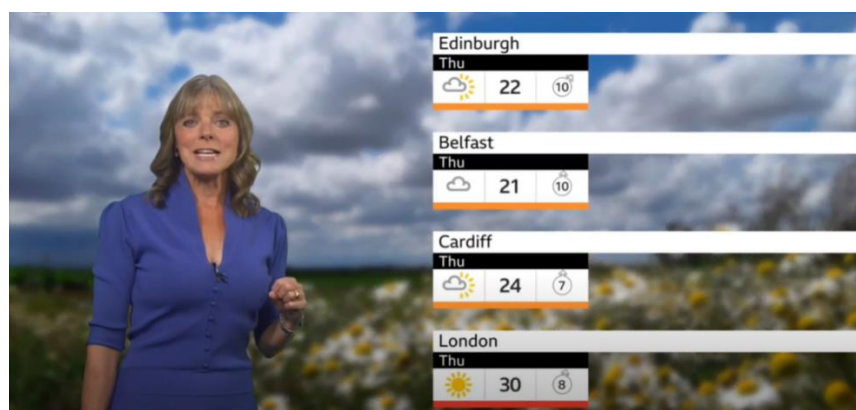 Edinburgh
Thu
22 10
Belfast
Thu
21 10
Cardiff
Thu
24 7
London
Thu
30 8